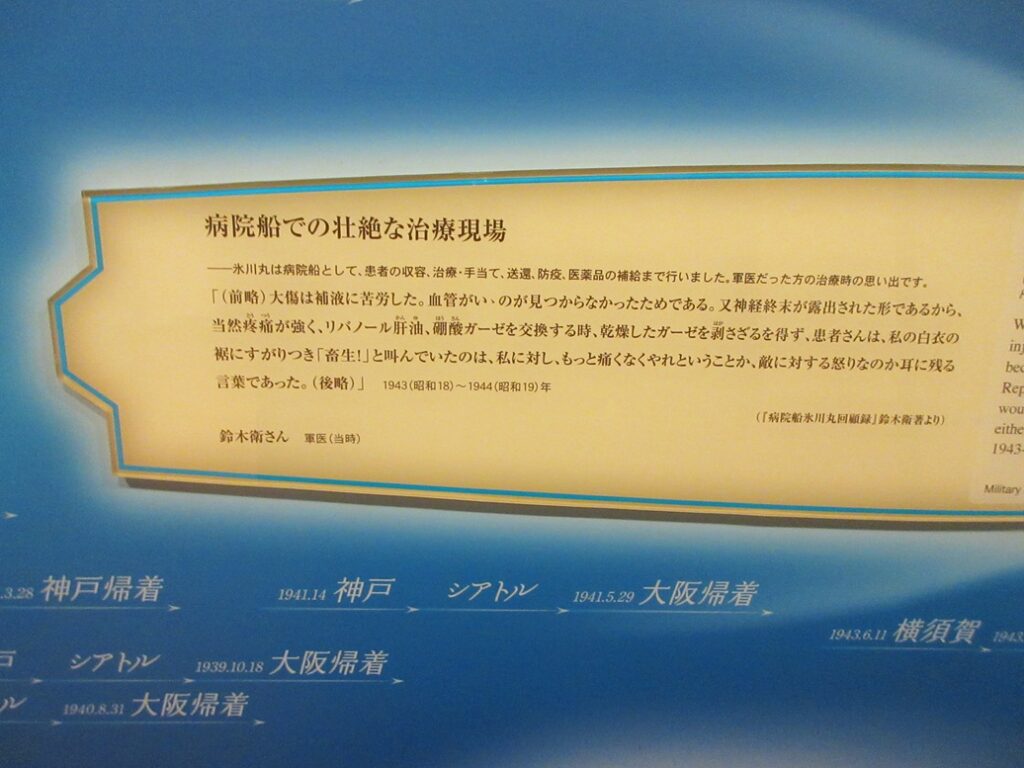 病院船での壮絶な治療現場
──氷川丸は病院船として、患者の収容、治療・手当て、送還、防疫、医薬品の補給まで行いました。軍医だった方の治療時の思い出です。
「(前略)大傷は補液に苦労した。血管がいゝのが見つからなかったためである。又神経終末が露出された形であるから、
当然疼痛が強く、リバノール肝油、硼酸ガーゼを交換する時、乾燥したガーゼを剥さざるを得ず、患者さんは、私の白衣の
裾にすがりつき「畜生!」と叫んでいたのは、私に対し、もっと痛くなくやれということか、敵に対する怒りなのか耳に残る
言葉であった。(後略)」 1943(昭和18)~1944(昭和19)年
(『病院船氷川丸回顧録』鈴木衛著より)
鈴木衛さん 軍医(当時)
inj
bec
Rep
wou
eithe
1943-
Military
.3.28 神戸帰着
1941.14 神戸 シアトル 1941.5.29 大阪帰着
1943.6.11 横須賀 1943
戸 シアトル 1939.10.18 大阪帰着
ル 1940.8.31 大阪帰着